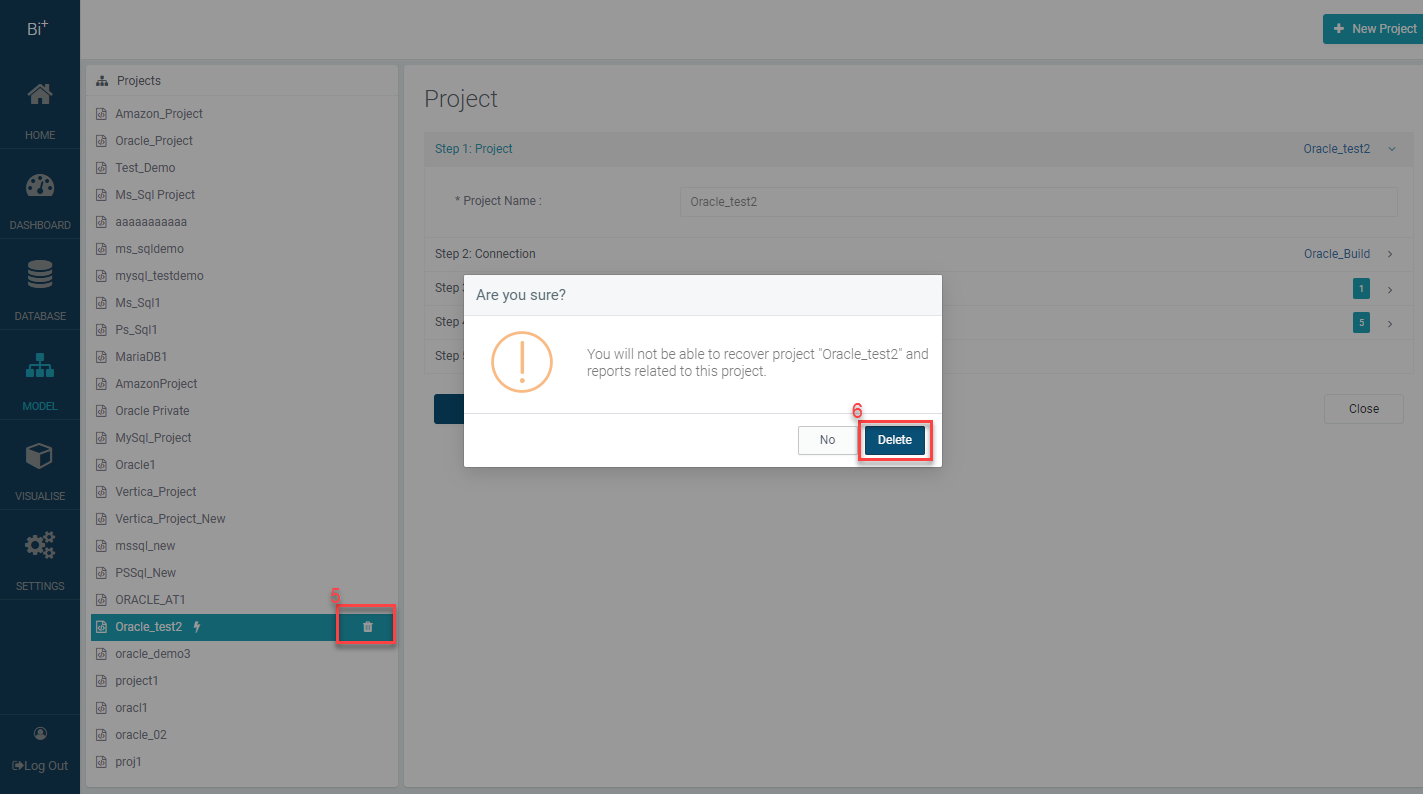 Bi+
HOME
DASHBOARD
DATABASE
MODEL
VISUALISE
SETTINGS
Log Out
New Project
Projects
Amazon_Project
Oracle_Project
Test_Demo
Ms_Sql Project
aaaaaaaaaaa
ms_sqldemo
mysql_testdemo
Ms_Sql1
Ps_Sql1
MariaDB1
AmazonProject
Oracle Private
MySql_Project
Oracle1
Vertica_Project
Vertica_Project_New
mssql_new
PSSql_New
ORACLE_AT1
5
Oracle_test2
oracle_demo3
project1
oracl1
oracle_02
proj1
Project
Step 1: Project Oracle_test2
* Project Name : Oracle_test2
Step 2: Connection Oracle_Build
Step 1
Step 5
Step
Close
Are you sure?
You will not be able to recover project "Oracle_test2" and
reports related to this project.
6
No Delete